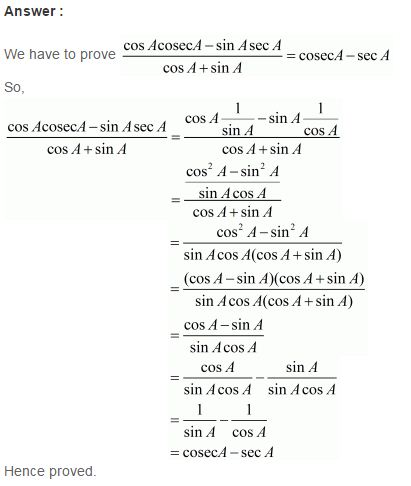 Answer :
We have to prove \frac{\cos A \operatorname{cosec} A - \sin A \sec A}{\cos A + \sin A} = \operatorname{cosec} A - \sec A
So,
\frac{\cos A \operatorname{cosec} A - \sin A \sec A}{\cos A + \sin A} = \frac{\cos A \frac{1}{\sin A} - \sin A \frac{1}{\cos A}}{\cos A + \sin A}
= \frac{\frac{\cos^2 A - \sin^2 A}{\sin A \cos A}}{\cos A + \sin A}
= \frac{\cos^2 A - \sin^2 A}{\sin A \cos A (\cos A + \sin A)}
= \frac{(\cos A - \sin A)(\cos A + \sin A)}{\sin A \cos A (\cos A + \sin A)}
= \frac{\cos A - \sin A}{\sin A \cos A}
= \frac{\cos A}{\sin A \cos A} - \frac{\sin A}{\sin A \cos A}
= \frac{1}{\sin A} - \frac{1}{\cos A}
= \operatorname{cosec} A - \sec A
Hence proved.